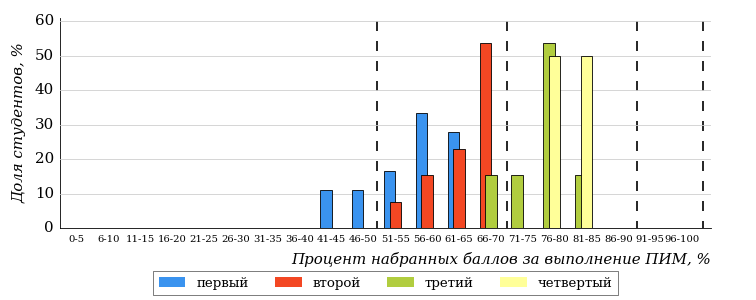 Доля студентов, %
60
50
40
30
20
10
0
0-5 6-10 11-15 16-20 21-25 26-30 31-35 36-40 41-45 46-50 51-55 56-60 61-65 66-70 71-75 76-80 81-85 86-90 91-95 96-100
Процент набранных баллов за выполнение ПИМ, %
первый второй третий четвертый